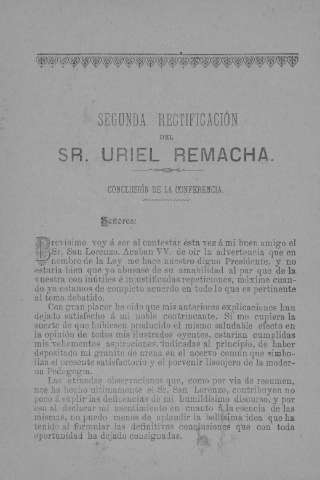 SEGUNDA RECTIFICACIÓN
DEL
SR. URIEL REMACHA.
CONCLUSIÓN DE LA CONFERENCIA.
Señores:
Brevísimo voy á ser al contestar ésta vez á mi buen amigo el
Sr. San Lorenzo. Acaban VV. de oir la advertencia que en
nombre de la Ley me hace nuestro digno Presidente, y no
estaría bien que yo abusase de su amabilidad al par que de la
vuestra con inútiles é injustificadas repeticiones, máxime cuan-
do ya estamos de completo acuerdo en todo lo que es pertinente
al tema debatido.
Con gran placer he oido que mis anteriores explicaciones han
dejado satisfecho á mi noble contrincante. Si me cupiera la
suerte de que hubiesen producido el mismo saludable efecto en
la opinión de todos mis ilustrados oyentes, estarían cumplidas
mis vehementes aspiraciones, indicadas al principio, de haber
depositado mi granito de arena en el acervo común que simbo-
liza el presente satisfactorio y el porvenir lisonjero de la moder-
na Pedagogía.
Las atinadas observaciones que, como por vía de resumen,
nos ha hecho últimamente el Sr. San Lorenzo, contribuyen no
poco á suplir las deficiencias de mi humildísimo discurso, y por
eso al declarar mi asentimiento en cuanto á la esencia de las
mismas, no puedo menos de aplaudir la bellísima idea que ha
tenido al formular las definitivas conclusiones que con toda
oportunidad ha dejado consignadas.